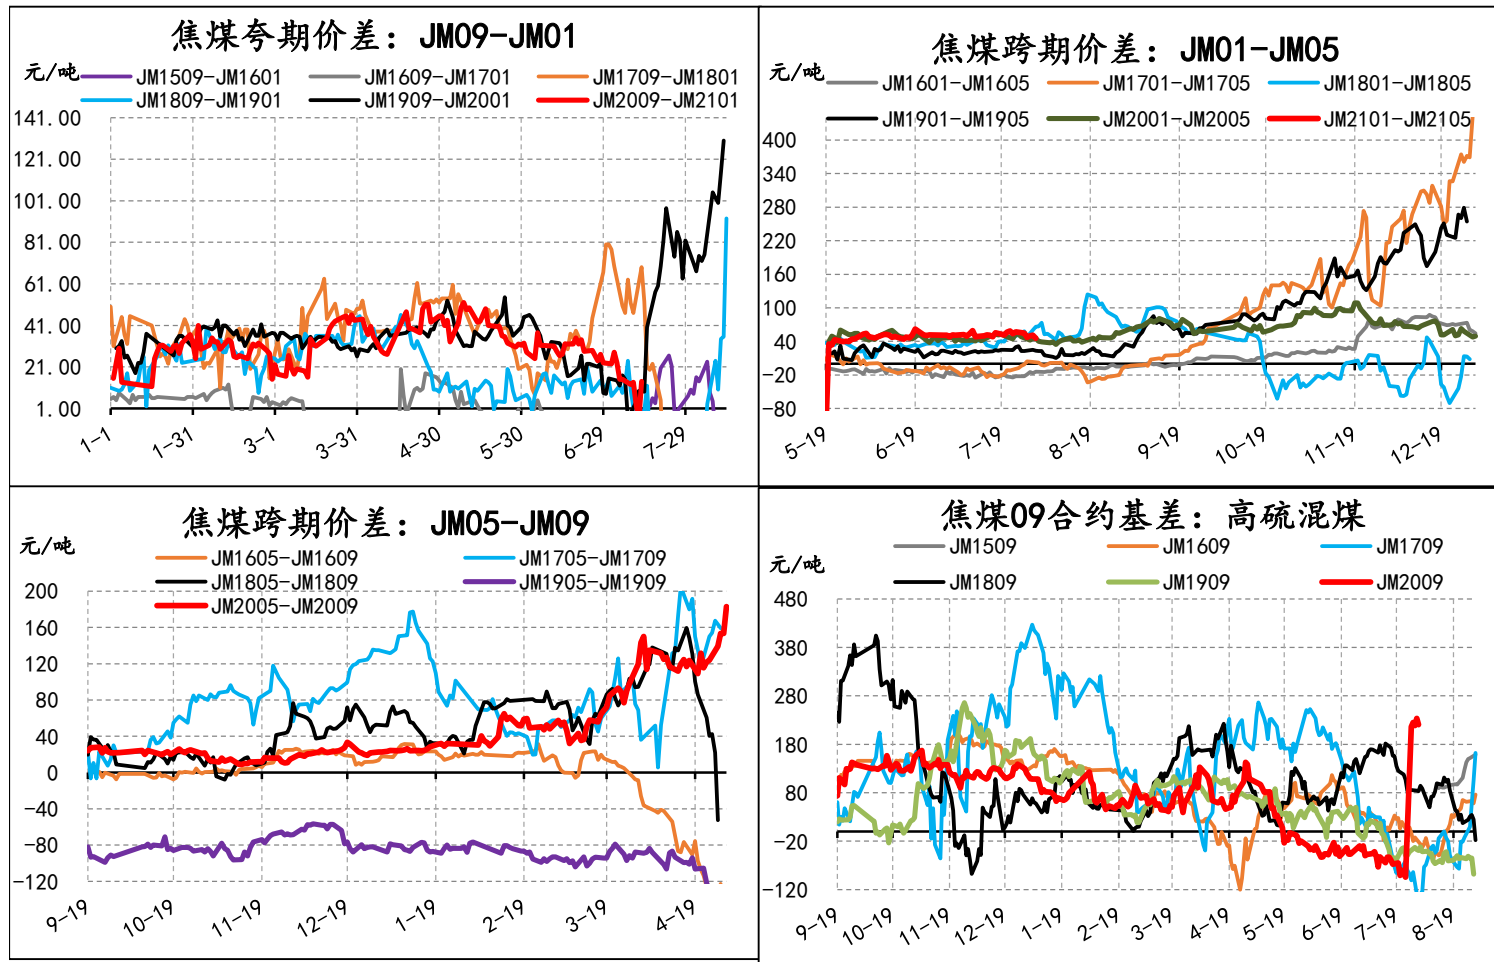 焦煤夸期价差：JM09-JM01
元/吨
JM1509-JM1601
JM1609-JM1701
JM1709-JM1801
JM1809-JM1901
JM1909-JM2001
JM2009-JM2101
141.00
121.00
101.00
81.00
61.00
41.00
21.00
1.00
1-1
1-31
3-1
3-31
4-30
5-30
6-29
7-29
焦煤跨期价差：JM01-JM05
元/吨
JM1601-JM1605
JM1701-JM1705
JM1801-JM1805
JM1901-JM1905
JM2001-JM2005
JM2101-JM2105
400
340
280
220
160
100
40
-20
-80
5-19
6-19
7-19
8-19
9-19
10-19
11-19
12-19
焦煤跨期价差：JM05-JM09
元/吨
JM1605-JM1609
JM1705-JM1709
JM1805-JM1809
JM1905-JM1909
JM2005-JM2009
200
160
120
80
40
0
-40
-80
-120
9-19
10-19
11-19
12-19
1-19
2-19
3-19
4-19
焦煤09合约基差：高硫混煤
元/吨
JM1509
JM1609
JM1709
JM1809
JM1909
JM2009
480
380
280
180
80
-20
-120
9-19
10-19
11-19
12-19
1-19
2-19
3-19
4-19
5-19
6-19
7-19
8-19